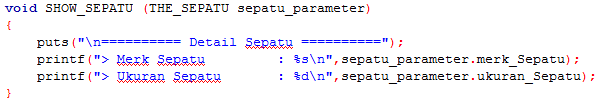 void SHOW_SEPATU (THE_SEPATU sepatu_parameter)
{
puts("\n========== Detail Sepatu ==========");
printf("> Merk Sepatu        : %s\n",sepatu_parameter.merk_Sepatu);
printf("> Ukuran Sepatu      : %d\n",sepatu_parameter.ukuran_Sepatu);
}